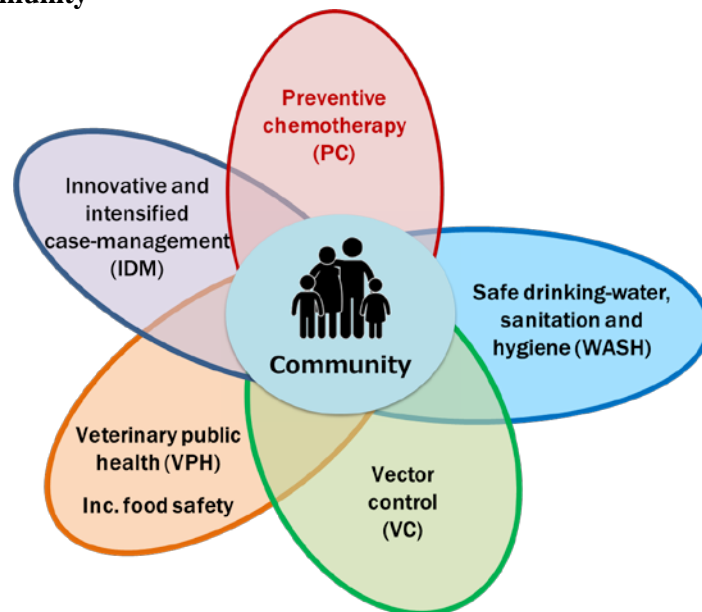 munity
Preventive
chemotherapy
(PC)
Innovative and
intensified
case-management
(IDM)
Safe drinking-water,
sanitation and
hygiene (WASH)
Community
Veterinary public
health (VPH)
Inc. food safety
Vector
control
(VC)